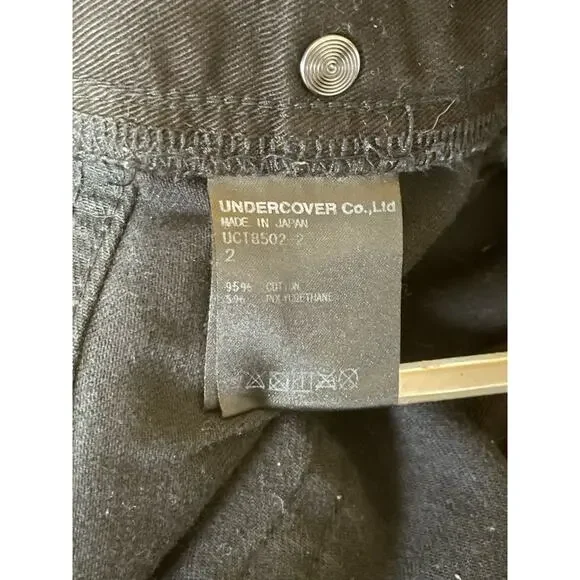 UNDERCOVER Co.,Ltd
MADE IN JAPAN
UCT8502-2
2
95% COTTON
5% POLYURETHANE